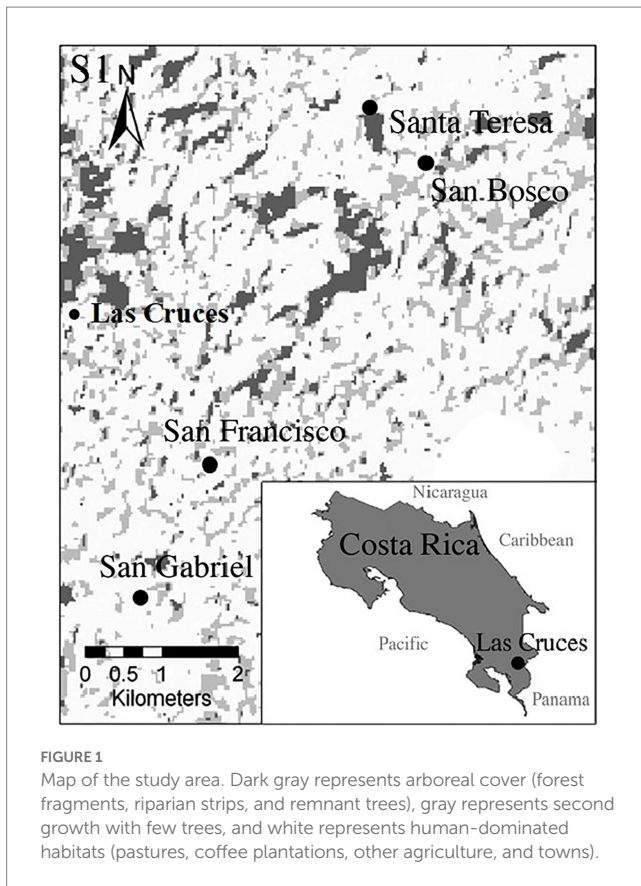 S1 N
Santa Teresa
San Bosco
Las Cruces
San Francisco
San Gabriel
0 0.5 1 2
Kilometers
Nicaragua
Costa Rica
Caribbean
Pacific
Las Cruces
Panama
FIGURE 1
Map of the study area. Dark gray represents arboreal cover (forest
fragments, riparian strips, and remnant trees), gray represents second
growth with few trees, and white represents human-dominated
habitats (pastures, coffee plantations, other agriculture, and towns).